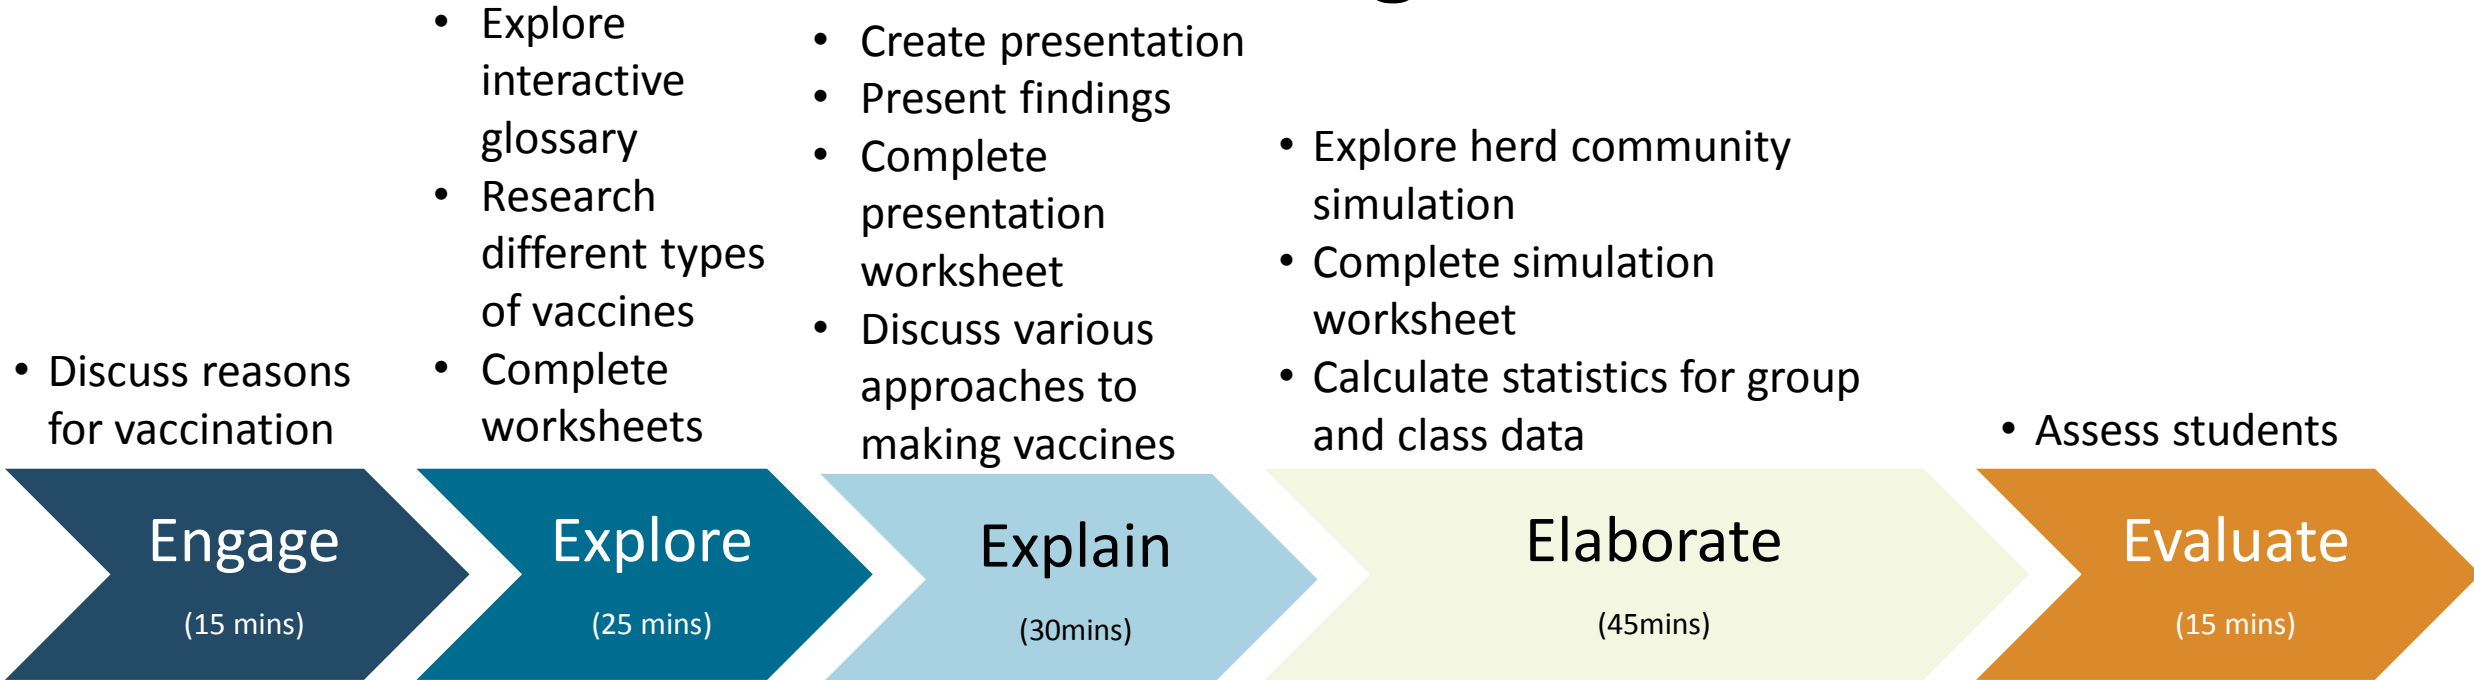 • Discuss reasons
for vaccination
• Explore
interactive
glossary
• Research
different types
of vaccines
• Complete
worksheets
• Create presentation
• Present findings
• Complete
presentation
worksheet
• Discuss various
approaches to
making vaccines
• Explore herd community
simulation
• Complete simulation
worksheet
• Calculate statistics for group
and class data
• Assess students
Engage
(15 mins)
Explore
(25 mins)
Explain
(30mins)
Elaborate
(45mins)
Evaluate
(15 mins)